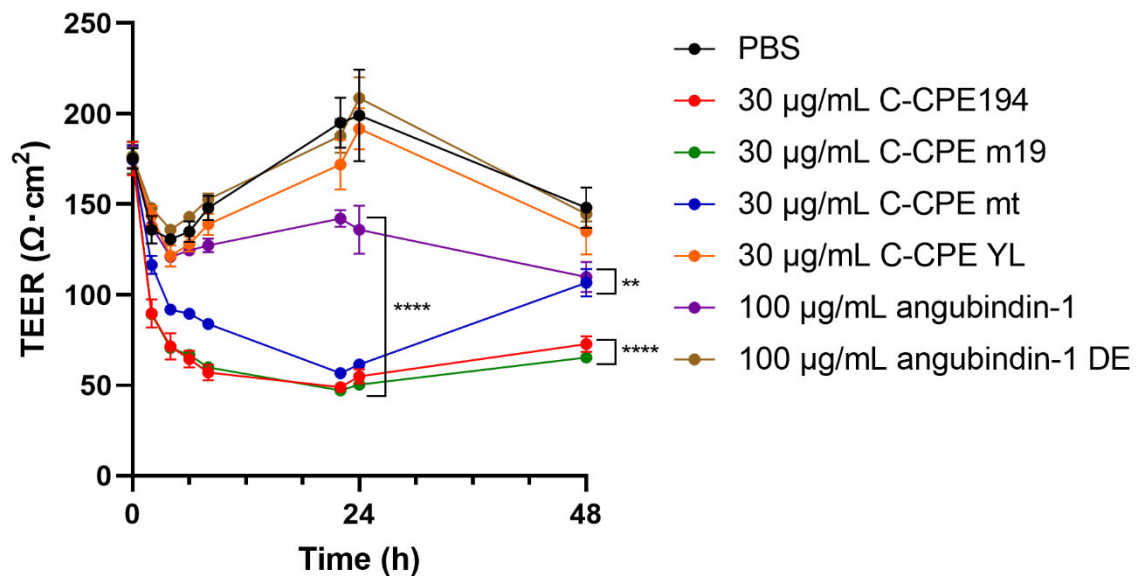 250
200
150
100
50
0
TEER (Ω·cm²)
0
24
48
Time (h)
****
**
****
PBS
30 µg/mL C-CPE194
30 µg/mL C-CPE m19
30 µg/mL C-CPE mt
30 µg/mL C-CPE YL
100 µg/mL angubindin-1
100 µg/mL angubindin-1 DE